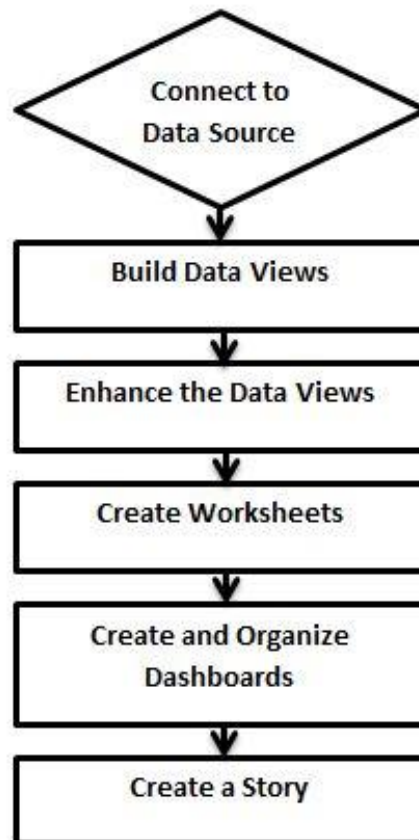 Connect to
Data Source
Build Data Views
Enhance the Data Views
Create Worksheets
Create and Organize
Dashboards
Create a Story